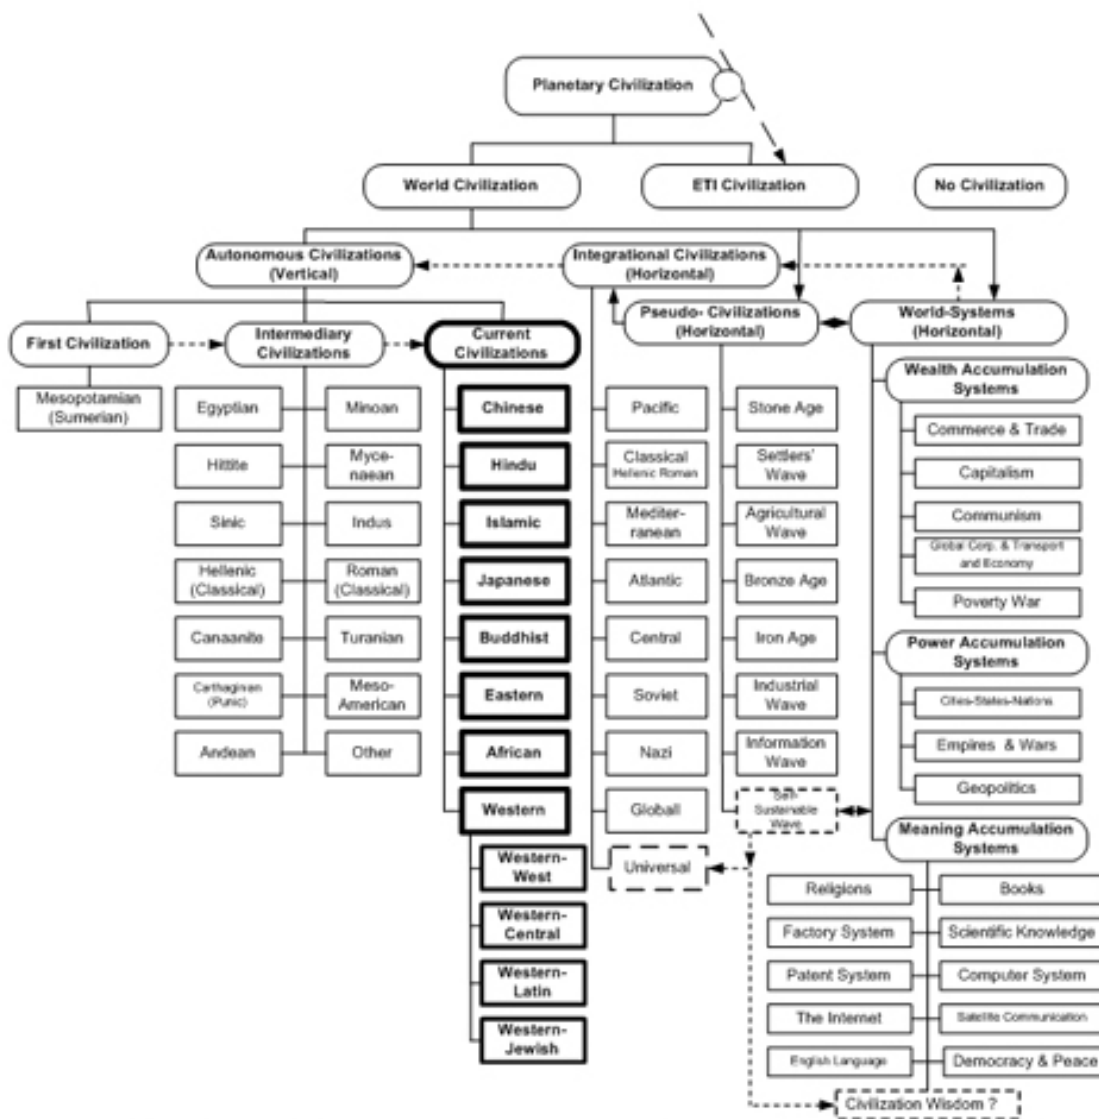 Planetary Civilization
World Civilization
ETI Civilization
No Civilization
Autonomous Civilizations
(Vertical)
Integrational Civilizations
(Horizontal)
Pseudo- Civilizations
(Horizontal)
World-Systems
(Horizontal)
First Civilization
Intermediary
Civilizations
Current
Civilizations
Mesopotamian
(Sumerian)
Egyptian
Minoan
Hittite
Myce-
naean
Sinic
Indus
Hellenic
(Classical)
Roman
(Classical)
Canaanite
Turanian
Carthaginian
(Punic)
Meso-
American
Andean
Other
Chinese
Hindu
Islamic
Japanese
Buddhist
Eastern
African
Western
Western-
West
Western-
Central
Western-
Latin
Western-
Jewish
Pacific
Classical
Hellenic Roman
Mediter-
ranean
Atlantic
Central
Soviet
Nazi
Globall
Universal
Stone Age
Settlers'
Wave
Agricultural
Wave
Bronze Age
Iron Age
Industrial
Wave
Information
Wave
Self-
Sustainable
Wave
Wealth Accumulation
Systems
Commerce & Trade
Capitalism
Communism
Global Corp. & Transport
and Economy
Poverty War
Power Accumulation
Systems
Cities-States-Nations
Empires & Wars
Geopolitics
Meaning Accumulation
Systems
Religions
Books
Factory System
Scientific Knowledge
Patent System
Computer System
The Internet
Satellite Communication
English Language
Democracy & Peace
Civilization Wisdom ?